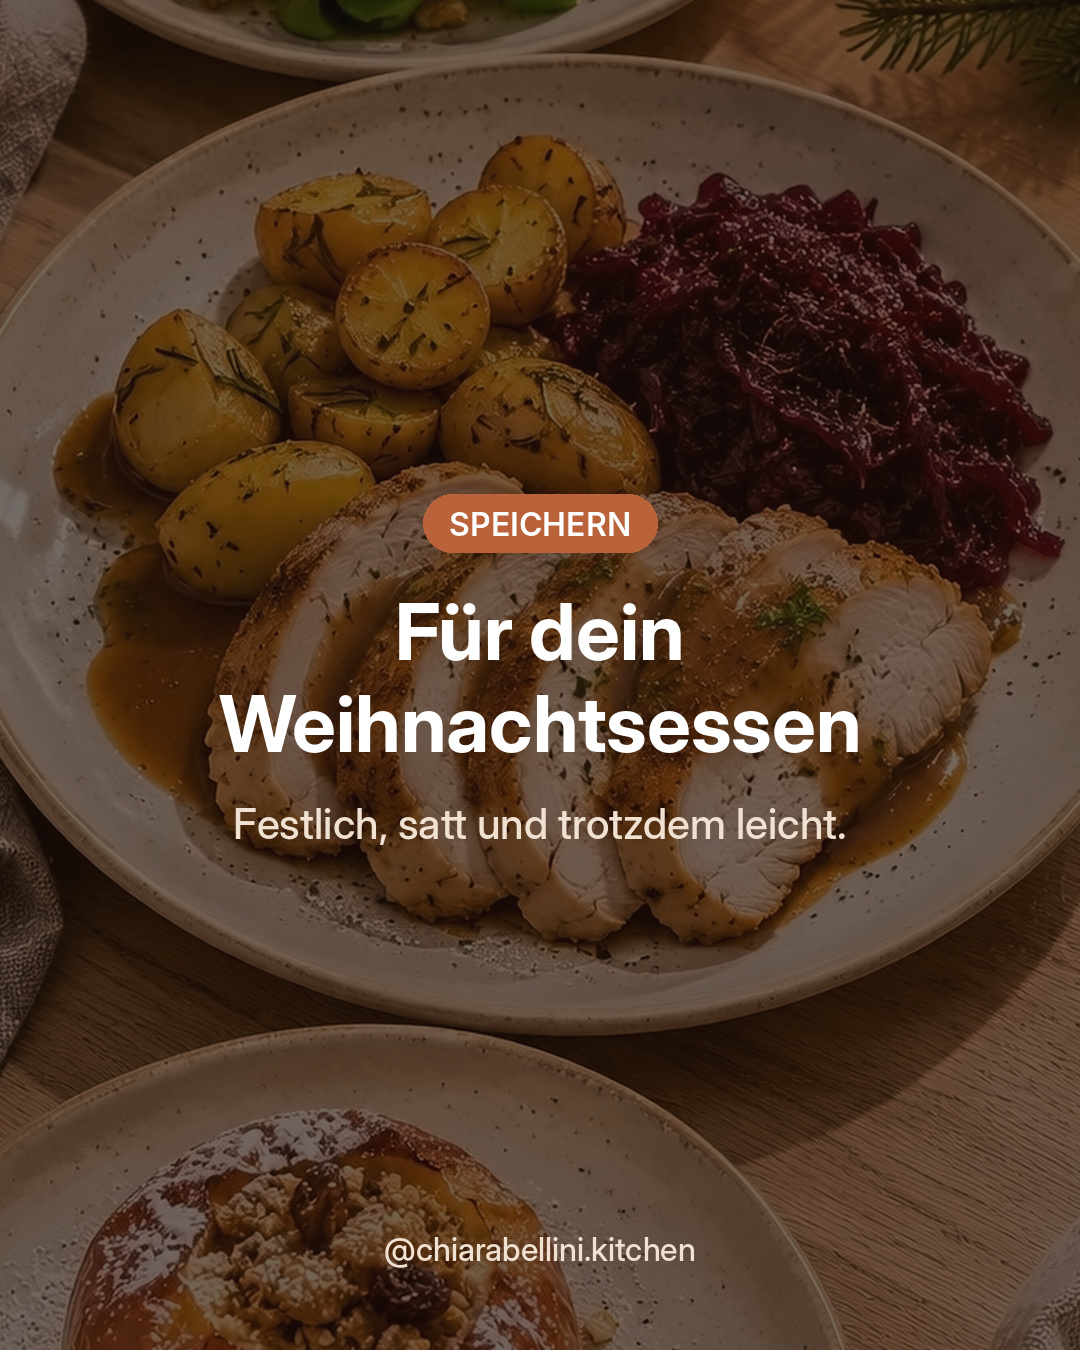 SPEICHERN
Für dein
Weihnachtsessen
Festlich, satt und trotzdem leicht.
@chiarabellini.kitchen